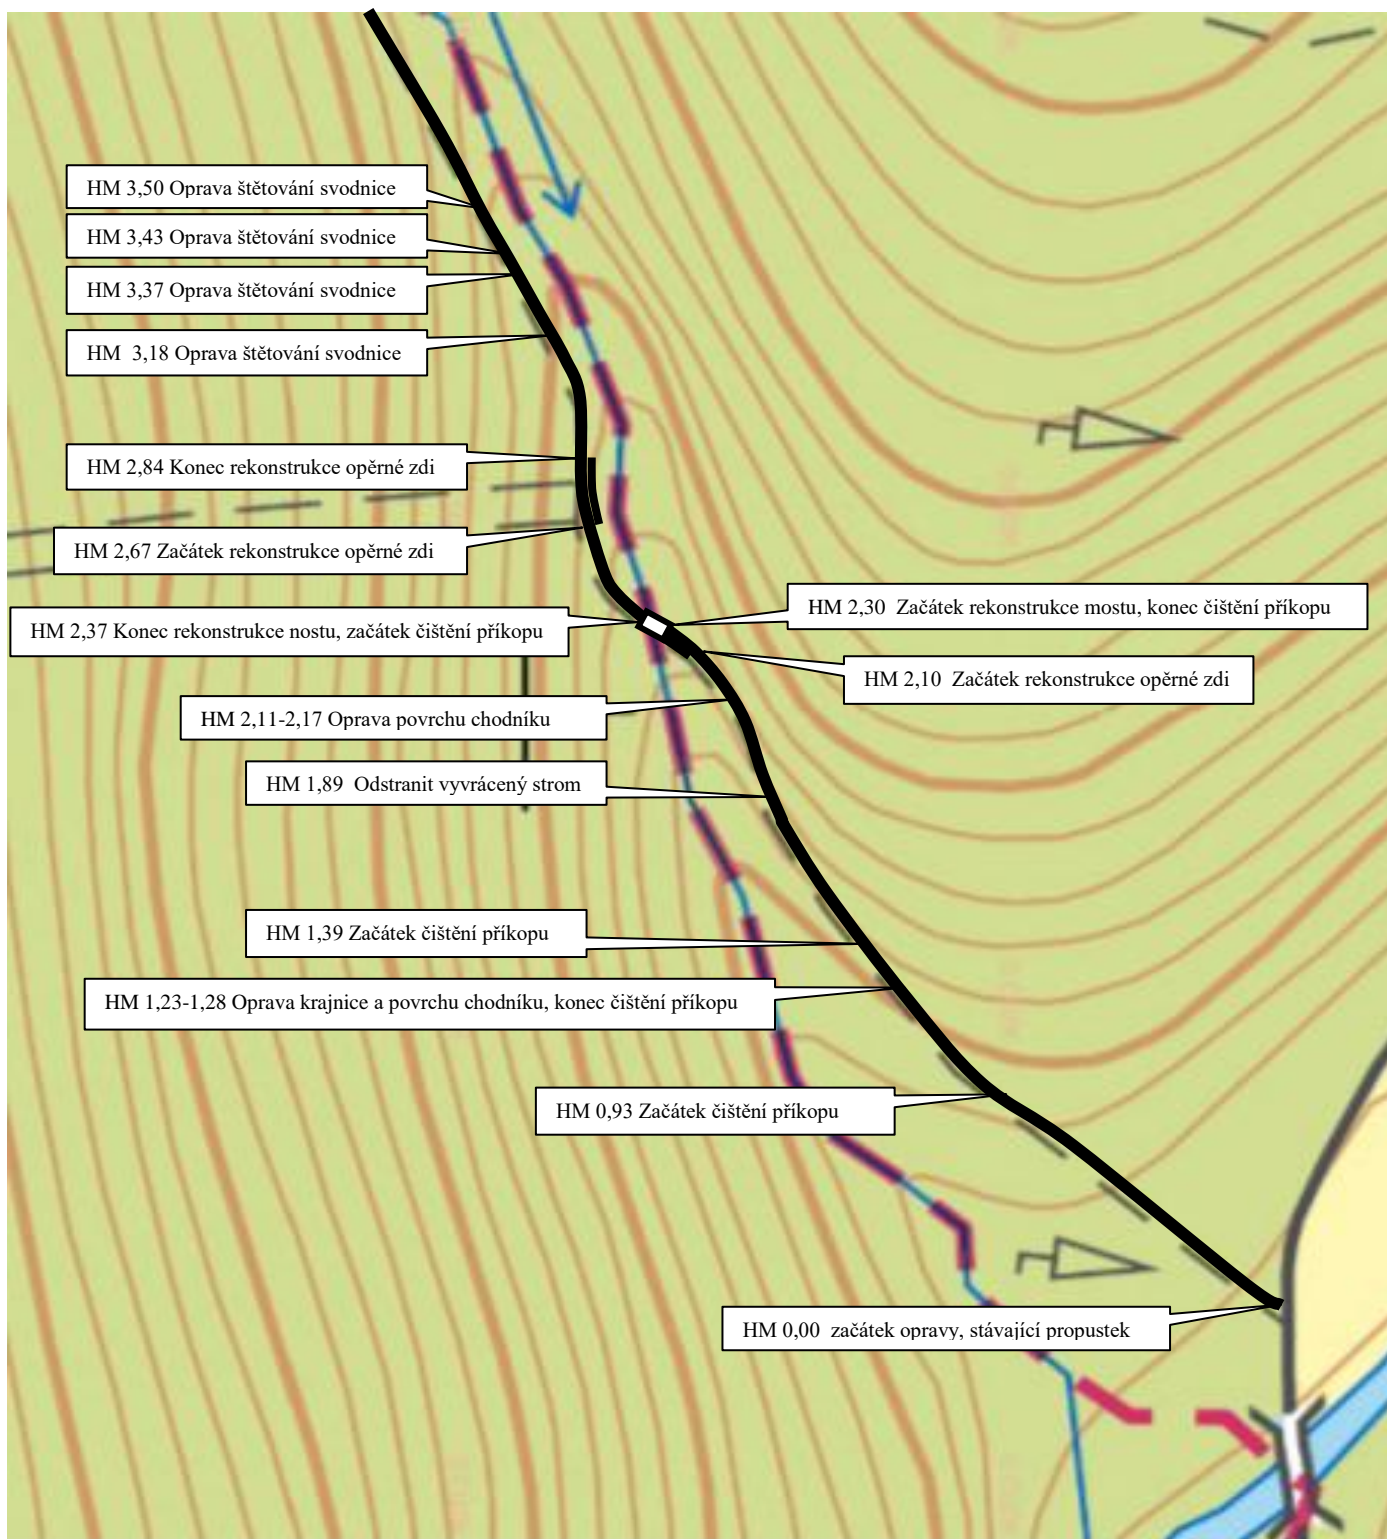 HM 3,50 Oprava štětování svodnice
HM 3,43 Oprava štětování svodnice
HM 3,37 Oprava štětování svodnice
HM  3,18 Oprava štětování svodnice
HM 2,84 Konec rekonstrukce opěrné zdi
HM 2,67 Začátek rekonstrukce opěrné zdi
HM 2,30  Začátek rekonstrukce mostu, konec čištění příkopu
HM 2,37 Konec rekonstrukce nostu, začátek čištění příkopu
HM 2,10  Začátek rekonstrukce opěrné zdi
HM 2,11-2,17 Oprava povrchu chodníku
HM 1,89  Odstranit vyvrácený strom
HM 1,39 Začátek čištění příkopu
HM 1,23-1,28 Oprava krajnice a povrchu chodníku, konec čištění příkopu
HM 0,93 Začátek čištění příkopu
HM 0,00  začátek opravy, stávající propustek